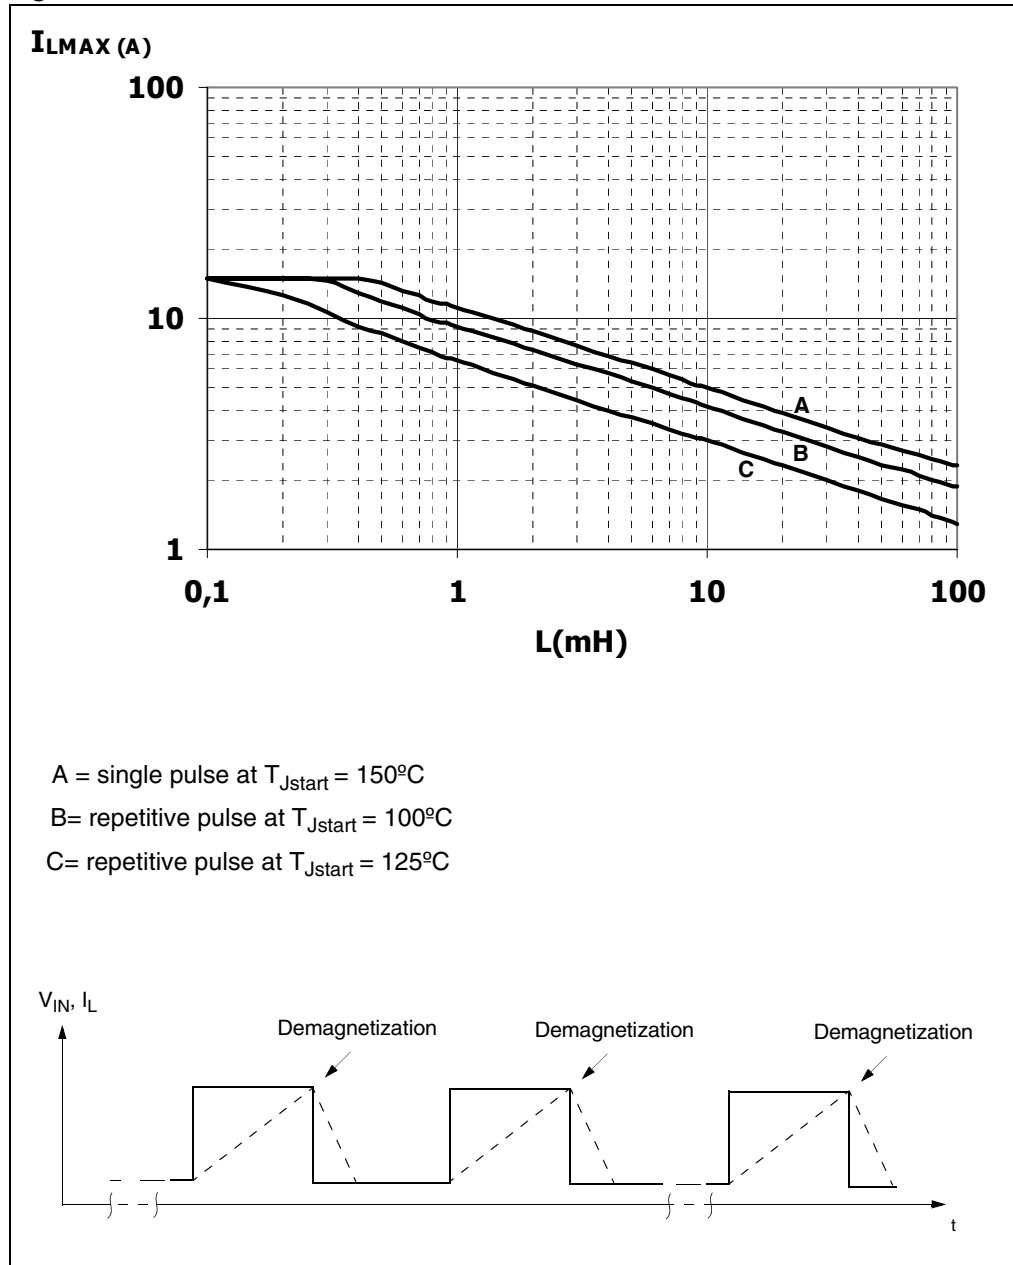 ILMAX (A)
100
10
1
0,1 1 10 100
L(mH)
A
B
C
A = single pulse at TJstart = 150ºC
B= repetitive pulse at TJstart = 100ºC
C= repetitive pulse at TJstart = 125ºC
VIN, IL
Demagnetization Demagnetization Demagnetization
t